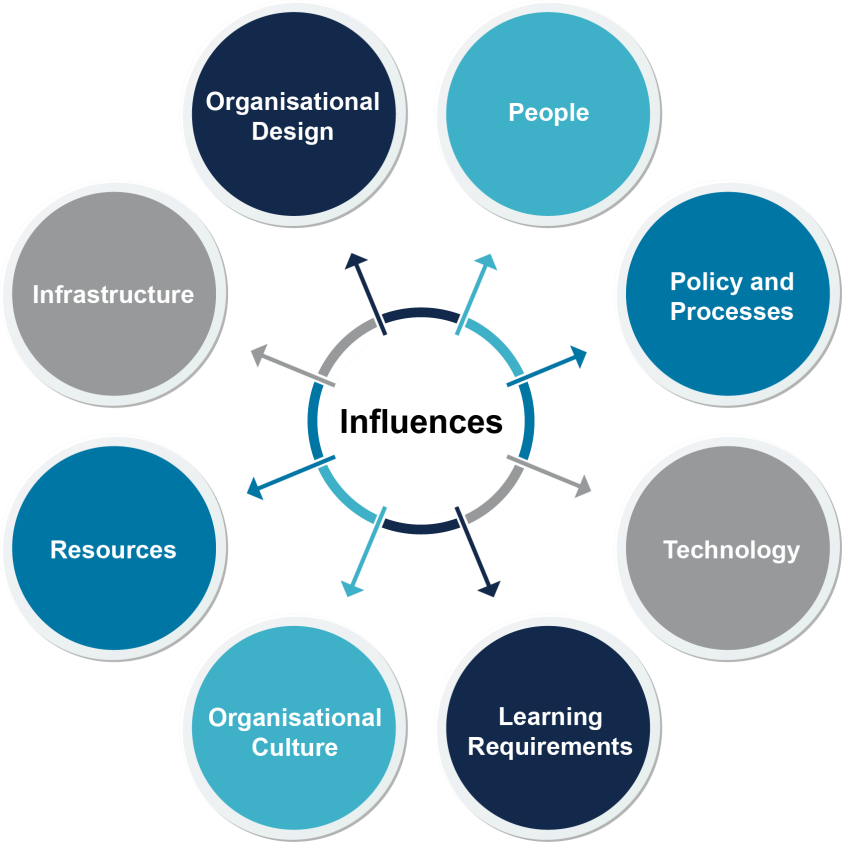 Organisational
Design
People
Infrastructure
Policy and
Processes
Influences
Resources
Technology
Organisational
Culture
Learning
Requirements